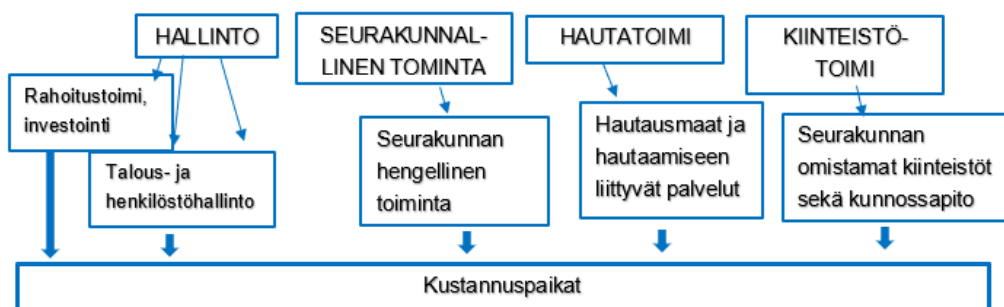 HALLINTO
SEURAKUNNAL-
LINEN TOMINTA
HAUTATOIMI
KIINTEISTÖ-
TOIMI
Rahoitustoimi,
investointi
Talous- ja
henkilöstöhallinto
Seurakunnan
hengellinen
toiminta
Hautausmaat ja
hautaamiseen
liittyvät palvelut
Seurakunnan
omistamat kiinteistöt
sekä kunnossapito
Kustannuspaikat